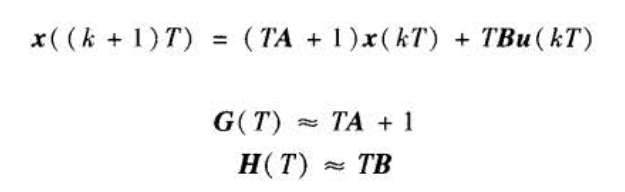 x((k + 1)T) = (TA + 1)x(kT) + TBu(kT)
G(T) ≈ TA + 1
H(T) ≈ TB